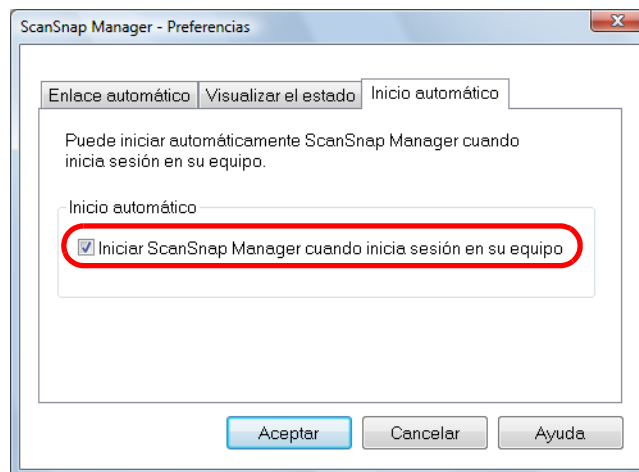 ScanSnap Manager - Preferencias
Enlace automático
Visualizar el estado
Inicio automático
Puede iniciar automáticamente ScanSnap Manager cuando
inicia sesión en su equipo.
Inicio automático
Iniciar ScanSnap Manager cuando inicia sesión en su equipo
Aceptar
Cancelar
Ayuda